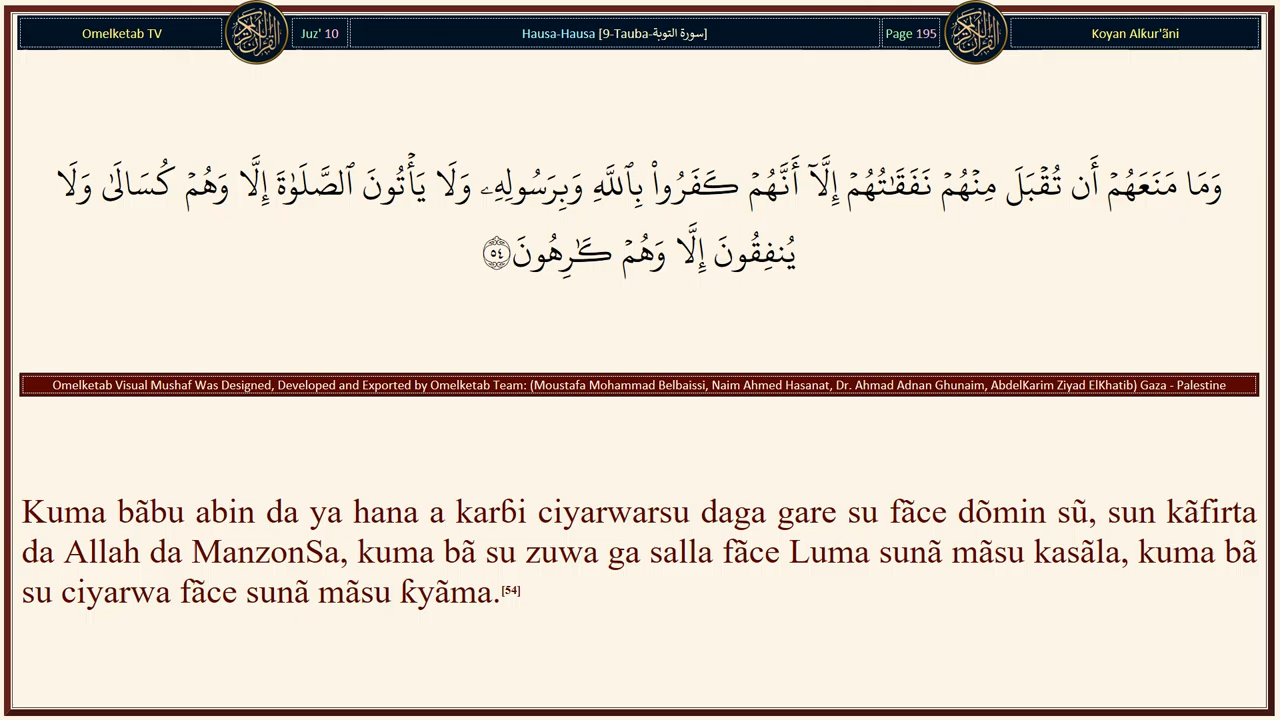 Omelketab TV
Juz' 10
Hausa-Hausa [9-Tauba-سورة التوبة]
Page 195
Koyan Alƙur'ãni
وَمَا مَنَعَهُمۡ أَن تُقۡبَلَ مِنۡهُمۡ نَفَقَٰتُهُمۡ إِلَّآ أَنَّهُمۡ كَفَرُواْ بِٱللَّهِ وَبِرَسُولِهِۦ وَلَا يَأۡتُونَ ٱلصَّلَوٰةَ إِلَّا وَهُمۡ كُسَالَىٰ وَلَا
يُنفِقُونَ إِلَّا وَهُمۡ كَٰرِهُونَ ٥٤
Omelketab Visual Mushaf Was Designed, Developed and Exported by Omelketab Team: (Moustafa Mohammad Belbaissi, Naim Ahmed Hasanat, Dr. Ahmad Adnan Ghunaim, AbdelKarim Ziyad ElKhatib) Gaza - Palestine
Kuma bãbu abin da ya hana a karɓi ciyarwarsu daga gare su fãce dõmin sũ, sun kãfirta
da Allah da ManzonSa, kuma bã su zuwa ga salla fãce Luma sunã mãsu kasãla, kuma bã
su ciyarwa fãce sunã mãsu ƙyãma.[54]